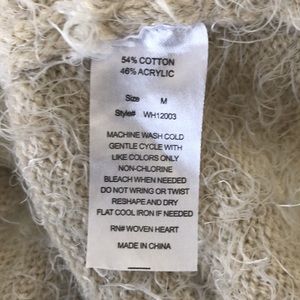 54% COTTON
46% ACRYLIC
Size M
Style# WH12003
MACHINE WASH COLD
GENTLE CYCLE WITH
LIKE COLORS ONLY
NON-CHLORINE
BLEACH WHEN NEEDED
DO NOT WRING OR TWIST
RESHAPE AND DRY
FLAT COOL IRON IF NEEDED
RN# WOVEN HEART
MADE IN CHINA